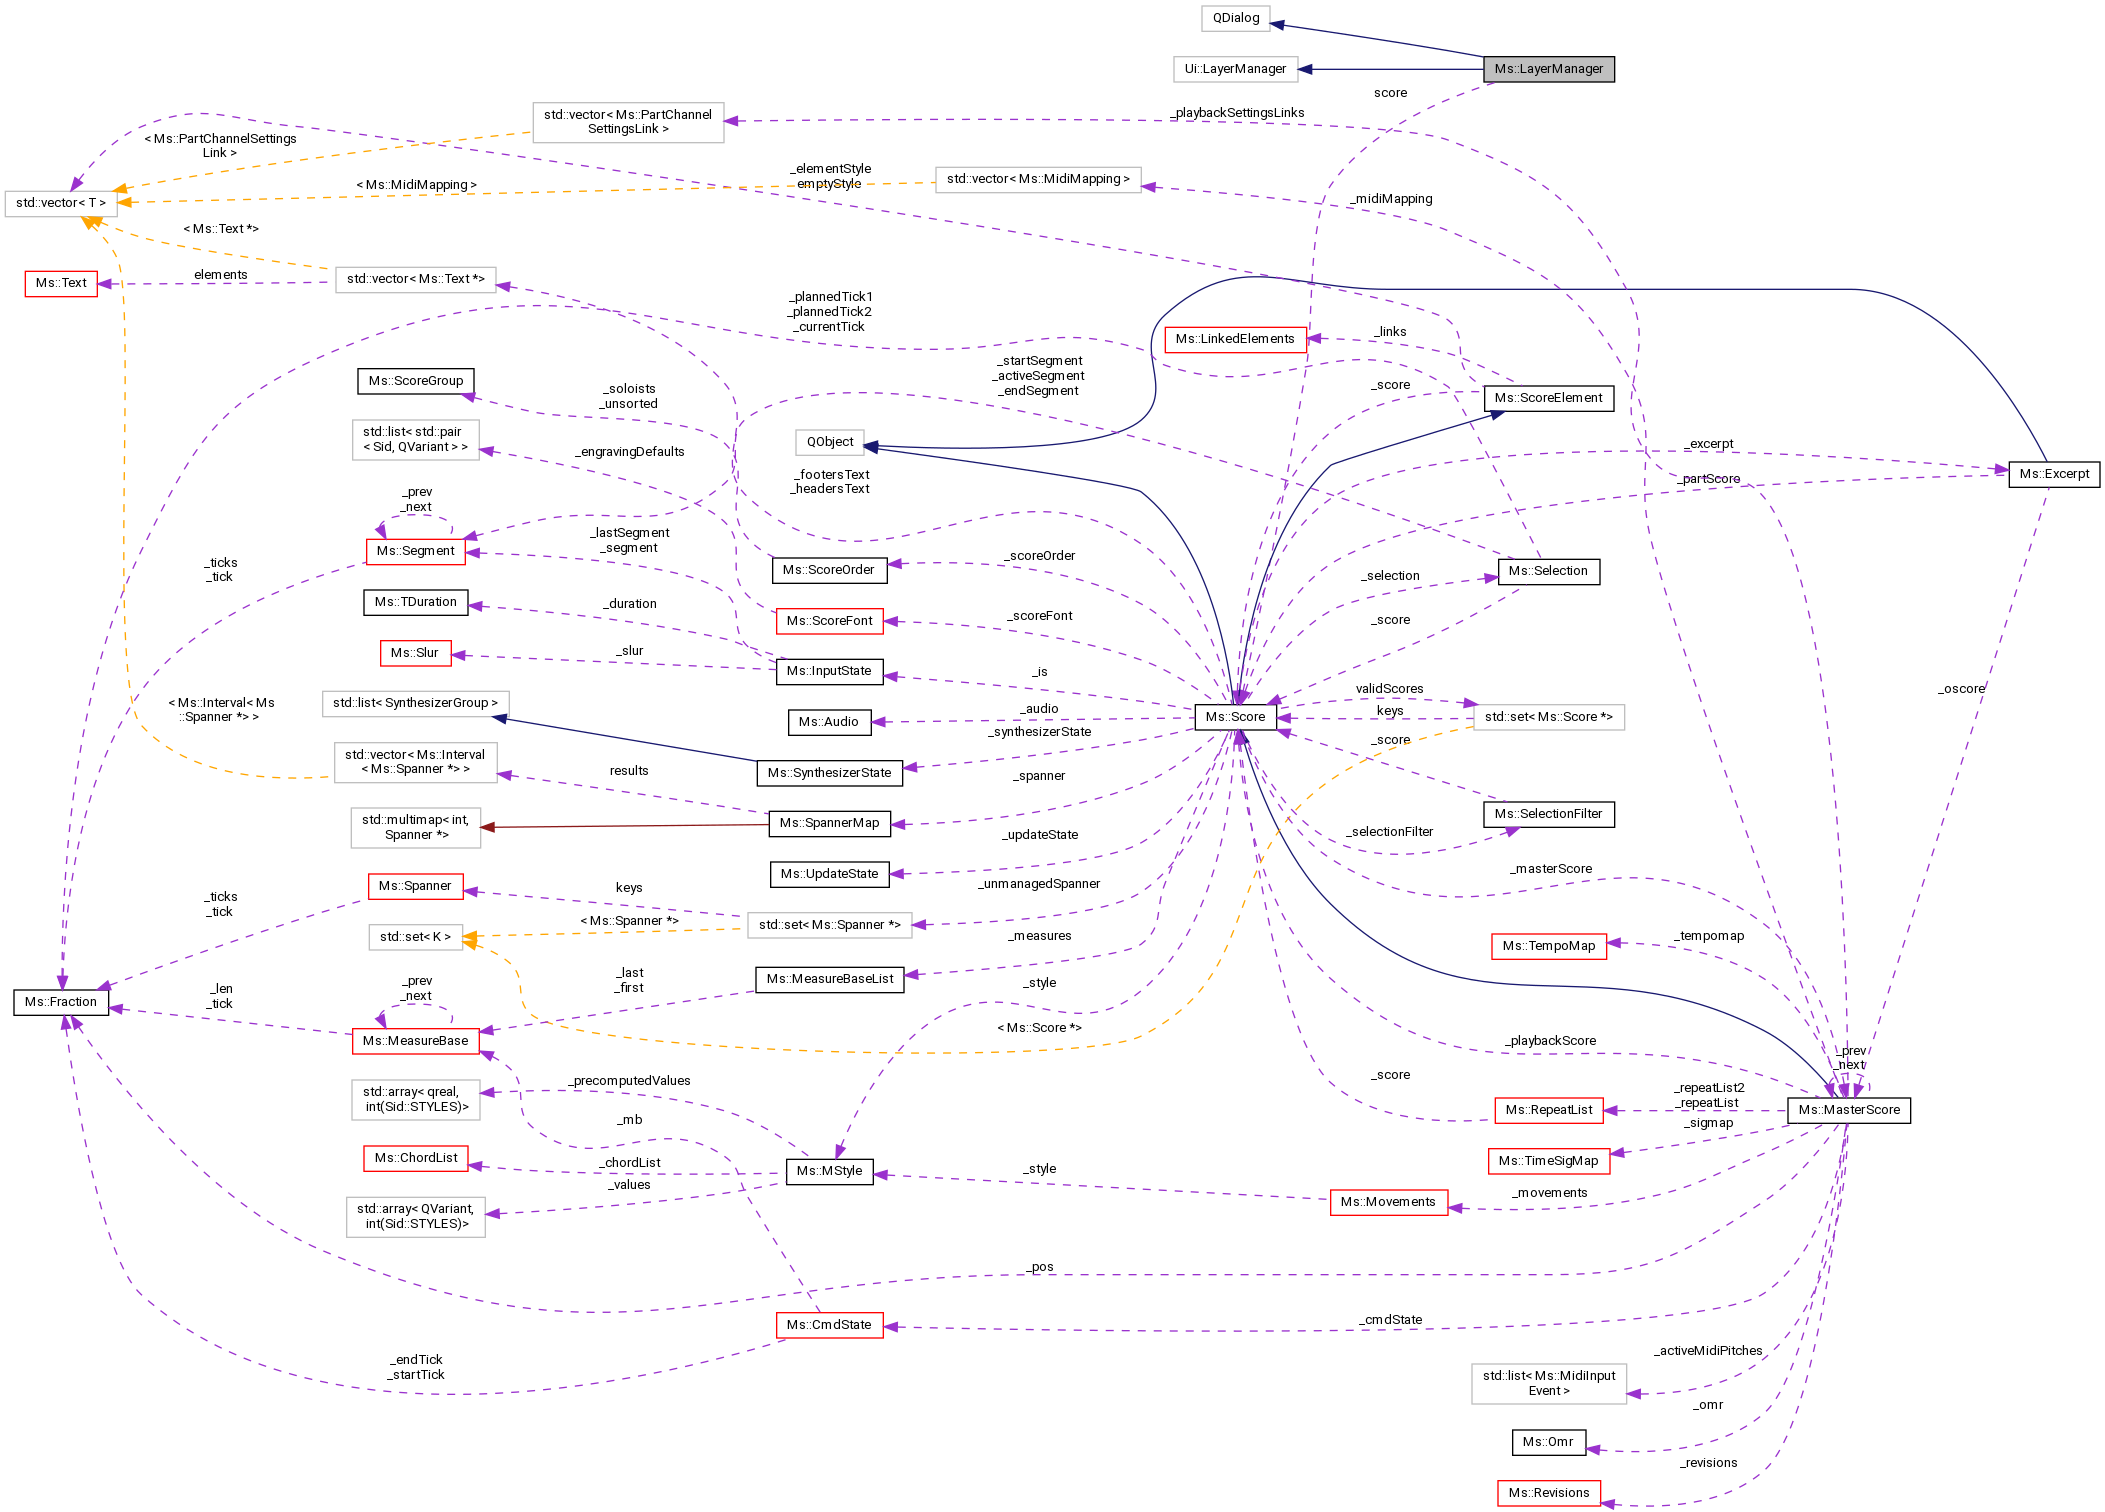 QDialog
Ui::LayerManager
Ms::LayerManager
score
std::vector< Ms::PartChannel
SettingsLink >
_playbackSettingsLinks
< Ms::PartChannelSettings
Link >
_elementStyle
emptyStyle
std::vector< Ms::MidiMapping >
< Ms::MidiMapping >
_midiMapping
std::vector< T >
< Ms::Text *>
Ms::Text
elements
std::vector< Ms::Text *>
_plannedTick1
_plannedTick2
_currentTick
Ms::LinkedElements
_links
Ms::ScoreGroup
_soloists
_unsorted
_startSegment
_activeSegment
_endSegment
_score
Ms::ScoreElement
std::list< std::pair
< Sid, QVariant > >
_engravingDefaults
QObject
_excerpt
Ms::Excerpt
_footersText
_headersText
_partScore
_prev
_next
Ms::Segment
_lastSegment
_segment
_ticks
_tick
Ms::ScoreOrder
_scoreOrder
_selection
Ms::Selection
Ms::TDuration
_duration
Ms::ScoreFont
_scoreFont
_score
Ms::Slur
_slur
Ms::InputState
_is
_oscore
< Ms::Interval< Ms
::Spanner *> >
std::list< SynthesizerGroup >
Ms::Audio
_audio
Ms::Score
validScores
keys
std::set< Ms::Score *>
_synthesizerState
_score
std::vector< Ms::Interval
< Ms::Spanner *> >
results
Ms::SynthesizerState
_spanner
std::multimap< int,
Spanner *>
Ms::SpannerMap
Ms::SelectionFilter
_selectionFilter
_updateState
Ms::UpdateState
_masterScore
_ticks
_tick
Ms::Spanner
keys
_unmanagedSpanner
std::set< K >
< Ms::Spanner *>
std::set< Ms::Spanner *>
_measures
Ms::TempoMap
_tempomap
_prev
_next
_last
_first
Ms::MeasureBaseList
_style
Ms::Fraction
_len
_tick
Ms::MeasureBase
< Ms::Score *>
_playbackScore
_prev
_next
std::array< qreal,
int(Sid::STYLES)>
_precomputedValues
_score
_repeatList2
_repeatList
Ms::RepeatList
Ms::MasterScore
_mb
_sigmap
Ms::ChordList
_chordList
Ms::MStyle
_style
Ms::TimeSigMap
_values
Ms::Movements
_movements
std::array< QVariant,
int(Sid::STYLES)>
_pos
Ms::CmdState
_cmdState
_endTick
_startTick
_activeMidiPitches
std::list< Ms::MidiInput
Event >
_omr
Ms::Omr
_revisions
Ms::Revisions